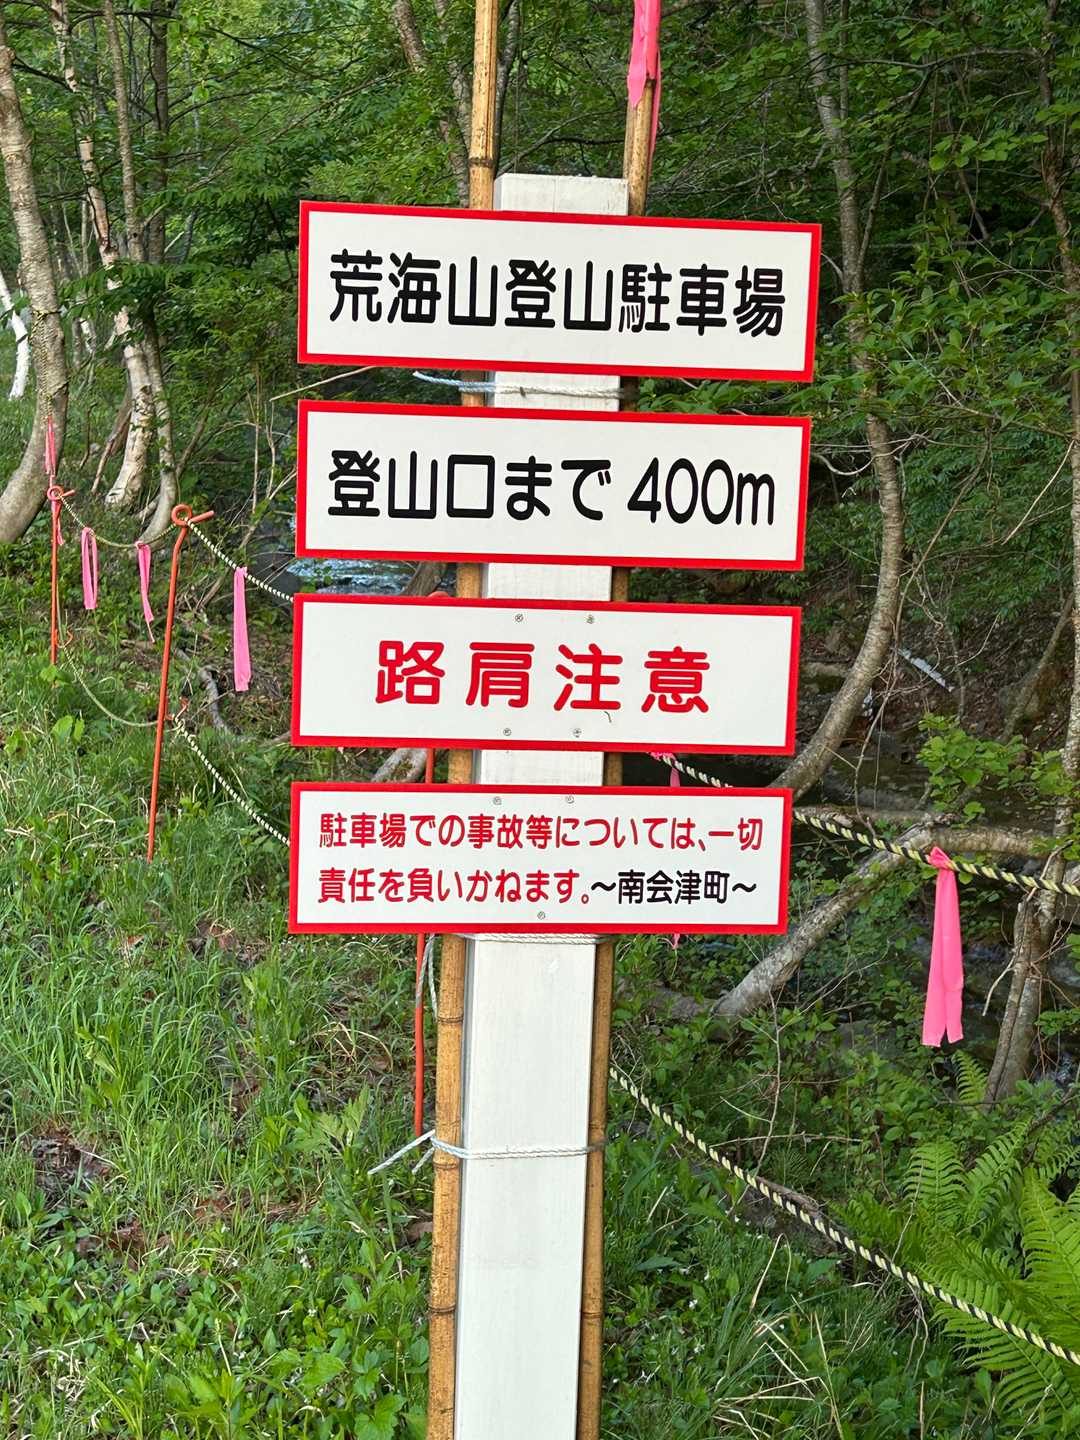 荒海山登山駐車場
登山口まで 400m
路肩注意
駐車場での事故等については、一切
責任を負いかねます。～南会津町～